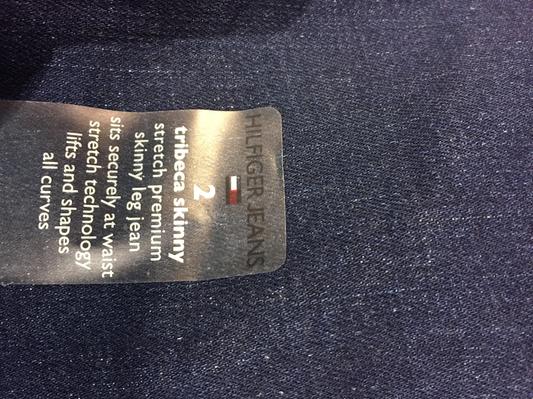 HILFIGER JEANS
2
tribeca skinny
stretch premium
skinny leg jean
sits securely at waist
stretch technology
lifts and shapes
all curves